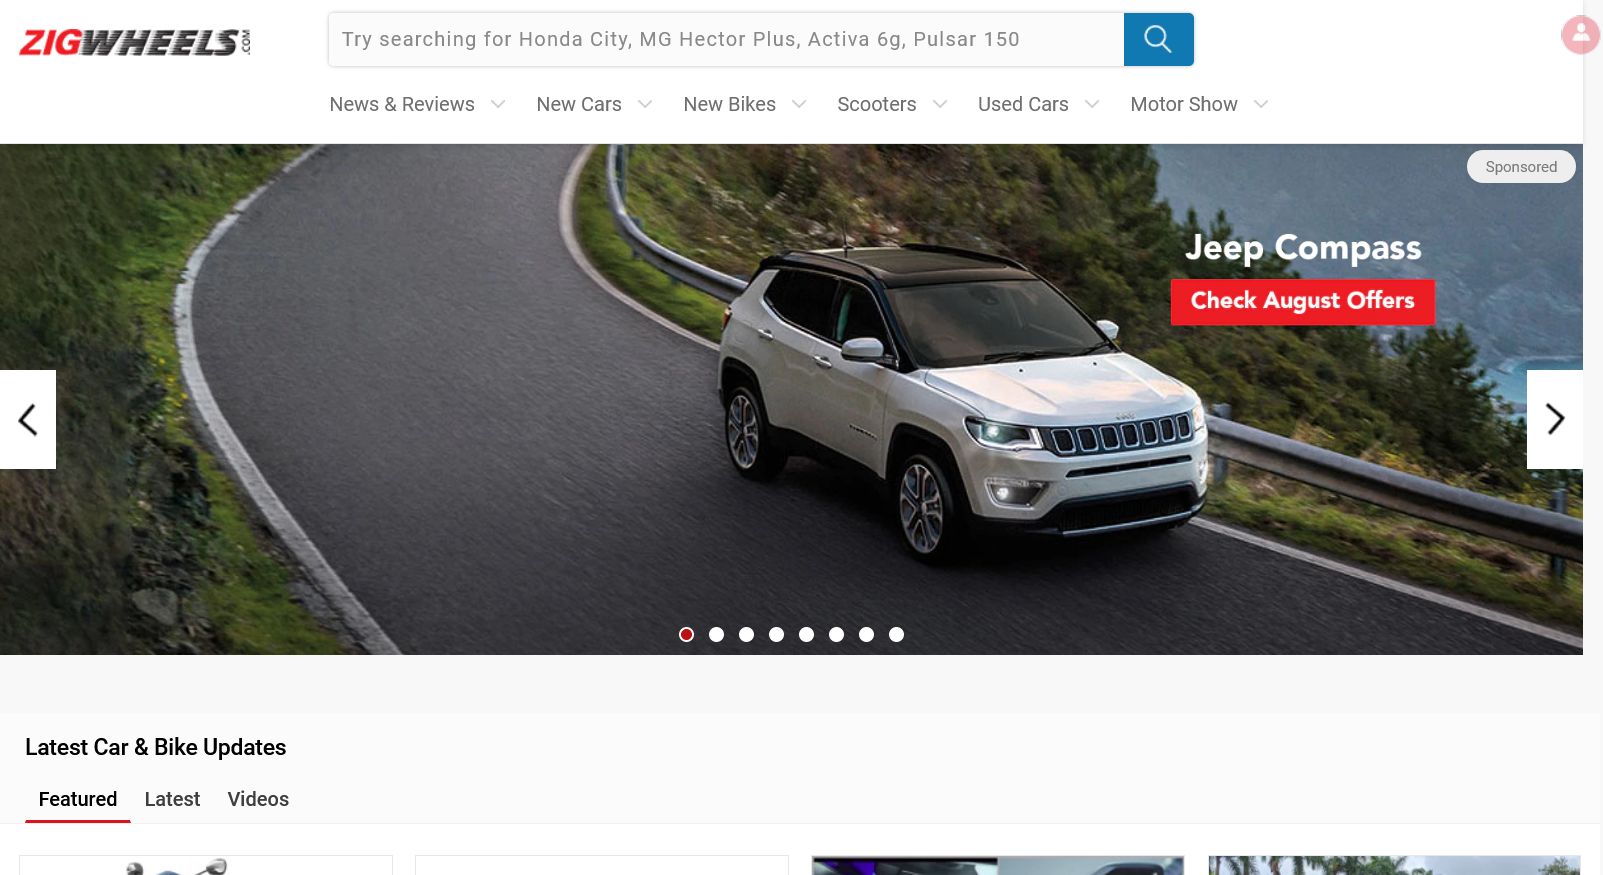 ZIGWHEELS.COM
Try searching for Honda City, MG Hector Plus, Activa 6g, Pulsar 150
News & Reviews New Cars New Bikes Scooters Used Cars Motor Show
Sponsored
Jeep Compass
Check August Offers
Jeep
Latest Car & Bike Updates
Featured Latest Videos